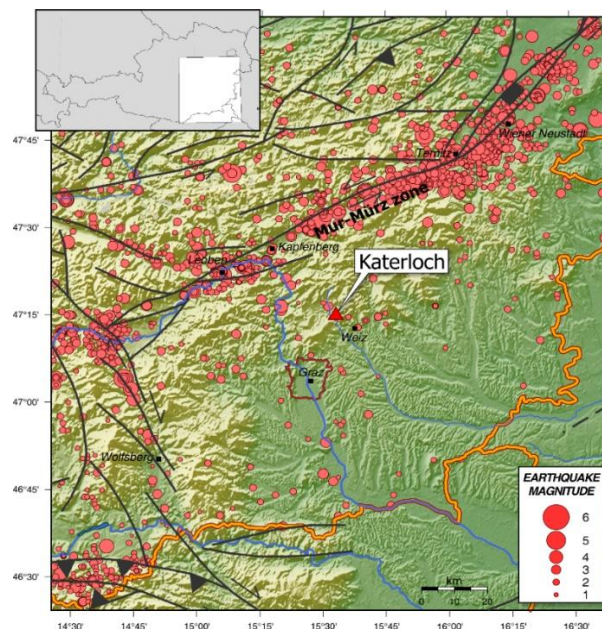 47°45'
47°30'
47°15'
47°00'
46°45'
46°30'
Wiener Neustadt
Ternitz
Mur-Mürz zone
Kapfenberg
Leoben
Katerloch
Weiz
Graz
Wolfsberg
EARTHQUAKE
MAGNITUDE
6
5
4
3
2
1
km
0 10 20
14°30' 14°45' 15°00' 15°15' 15°30' 15°45' 16°00' 16°15' 16°30'